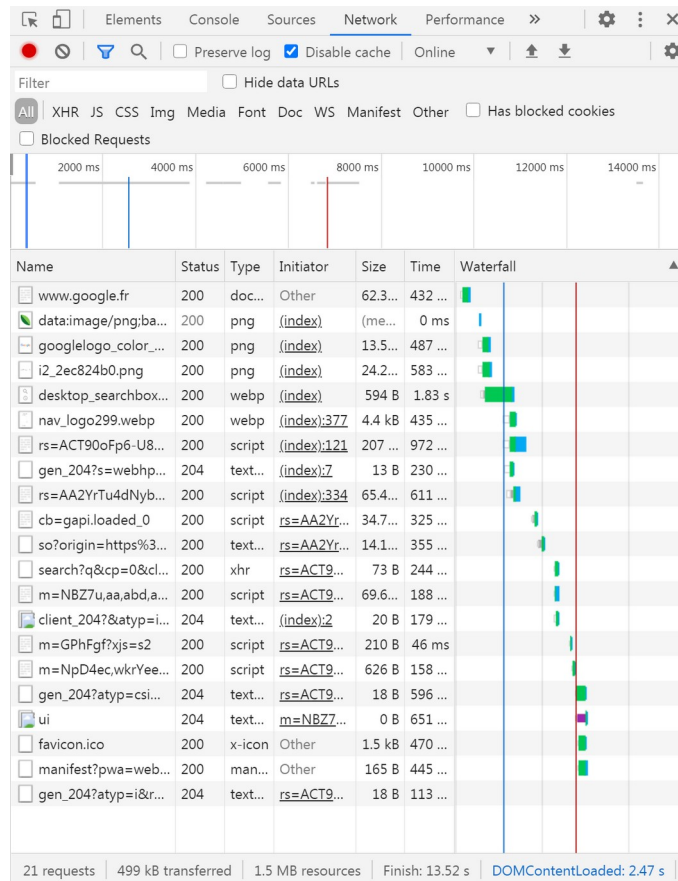 Elements Console Sources Network Performance »
Preserve log Disable cache Online
Filter Hide data URLs
All XHR JS CSS Img Media Font Doc WS Manifest Other Has blocked cookies
Blocked Requests
2000 ms 4000 ms 6000 ms 8000 ms 10000 ms 12000 ms 14000 ms
Name Status Type Initiator Size Time Waterfall
www.google.fr 200 doc... Other 62.3... 432 ...
data:image/png;ba... 200 png (index) (me... 0 ms
googlelogo_color_... 200 png (index) 13.5... 487 ...
i2_2ec824b0.png 200 png (index) 24.2... 583 ...
desktop_searchbox... 200 webp (index) 594 B 1.83 s
nav_logo299.webp 200 webp (index):377 4.4 kB 435 ...
rs=ACT90oFp6-U8... 200 script (index):121 207 ... 972 ...
gen_204?s=webhp... 204 text... (index):7 13 B 230 ...
rs=AA2YrTu4dNyb... 200 script (index):334 65.4... 611 ...
cb=gapi.loaded_0 200 script rs=AA2Yr... 34.7... 325 ...
so?origin=https%3... 200 text... rs=AA2Yr... 14.1... 355 ...
search?q&cp=0&cl... 200 xhr rs=ACT9... 73 B 244 ...
m=NBZ7u,aa,abd,a... 200 script rs=ACT9... 69.6... 188 ...
client_204?&atyp=i... 204 text... (index):2 20 B 179 ...
m=GPhFgf?xjs=s2 200 script rs=ACT9... 210 B 46 ms
m=NpD4ec,wkrYee... 200 script rs=ACT9... 626 B 158 ...
gen_204?atyp=csi... 204 text... rs=ACT9... 18 B 596 ...
ui 204 text... m=NBZ7... 0 B 651 ...
favicon.ico 200 x-icon Other 1.5 kB 470 ...
manifest?pwa=web... 200 man... Other 165 B 445 ...
gen_204?atyp=i&r... 204 text... rs=ACT9... 18 B 113 ...
21 requests 499 kB transferred 1.5 MB resources Finish: 13.52 s DOMContentLoaded: 2.47 s